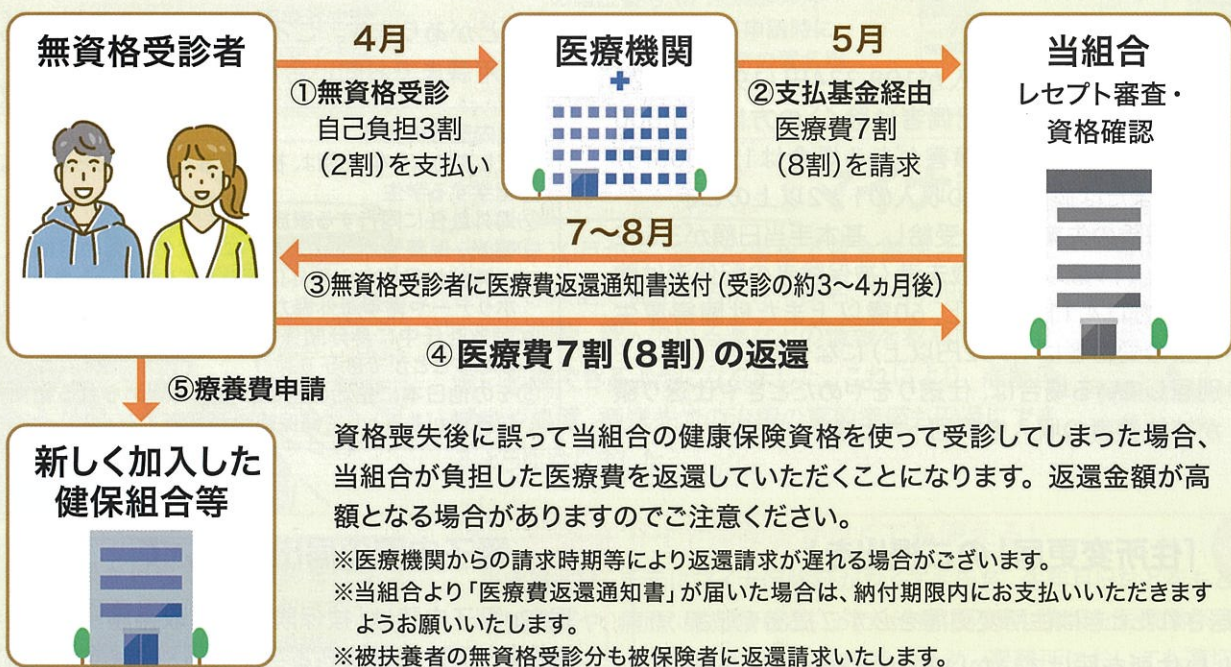 無資格受診者
4月
①無資格受診
自己負担3割
(2割)を支払い
医療機関
5月
②支払基金経由
医療費7割
(8割)を請求
当組合
レセプト審査・
資格確認
7～8月
③無資格受診者に医療費返還通知書送付(受診の約3～4ヵ月後)
④医療費7割(8割)の返還
⑤療養費申請
新しく加入した
健保組合等
資格喪失後に誤って当組合の健康保険資格を使って受診してしまった場合、
当組合が負担した医療費を返還していただくことになります。返還金額が高
額となる場合がありますのでご注意ください。
※医療機関からの請求時期等により返還請求が遅れる場合がございます。
※当組合より「医療費返還通知書」が届いた場合は、納付期限内にお支払いいただきます
ようお願いいたします。
※被扶養者の無資格受診分も被保険者に返還請求いたします。